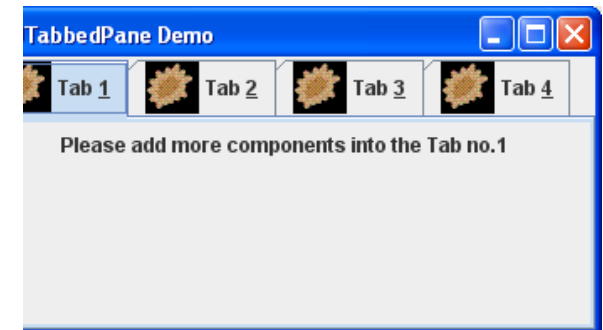 TabbedPane Demo
Tab 1 Tab 2 Tab 3 Tab 4
Please add more components into the Tab no.1